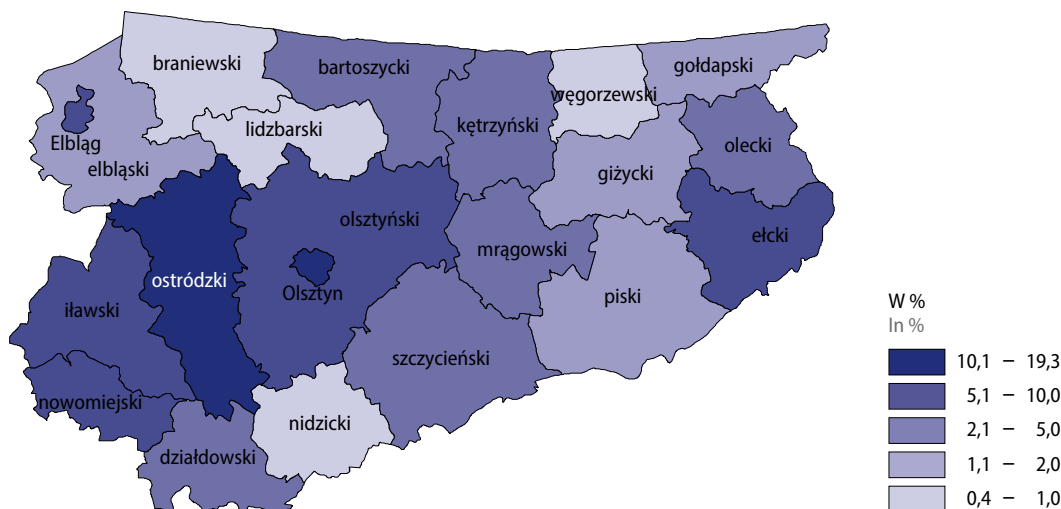 braniewski
bartoszycki
gołdapski
węgorzewski
kętrzyński
lidzbarski
Elbląg
elbląski
olecki
giżycki
olsztyński
ełcki
mrągowski
ostródzki
Olsztyn
piski
iławski
szczycieński
nowomiejski
nidzicki
działdowski
W %
In %
10,1 – 19,3
5,1 – 10,0
2,1 – 5,0
1,1 – 2,0
0,4 – 1,0